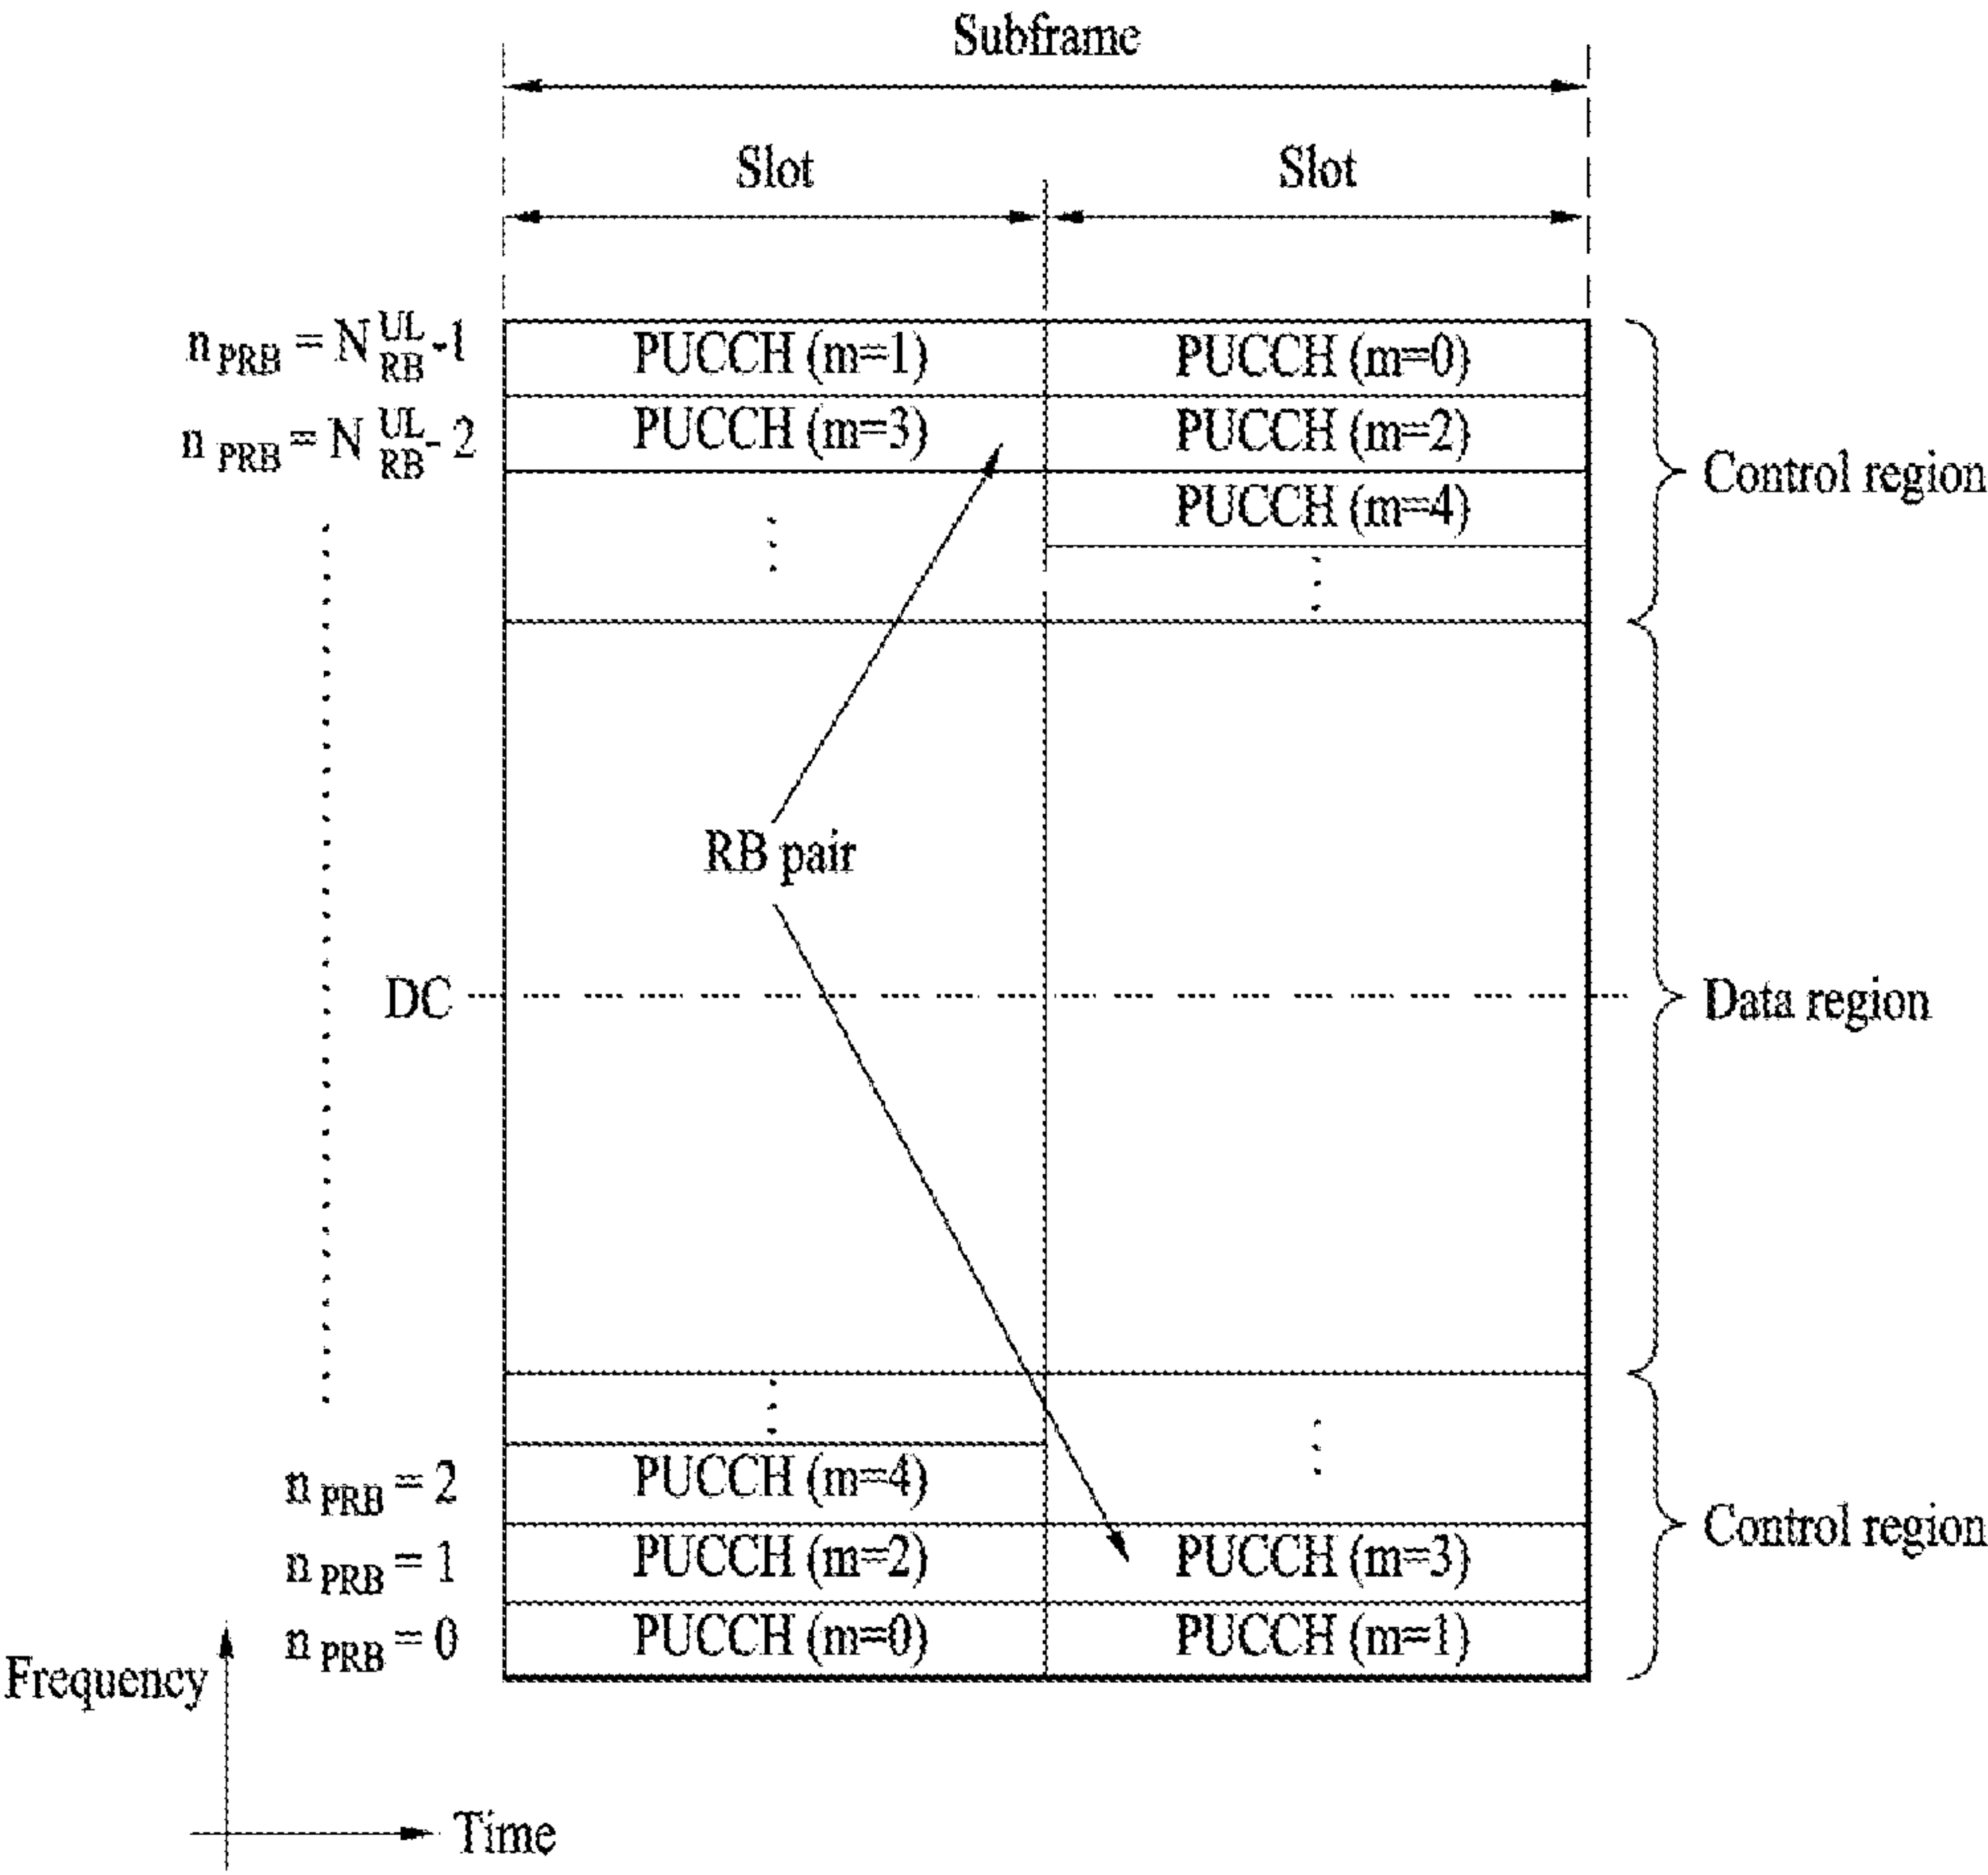 Subframe
Slot Slot
n PRB = N UL RB -1 PUCCH (m=1) PUCCH (m=0)
n PRB = N UL RB - 2 PUCCH (m=3) PUCCH (m=2)
PUCCH (m=4)
Control region
RB pair
DC
Data region
n PRB = 2 PUCCH (m=4)
n PRB = 1 PUCCH (m=2) PUCCH (m=3)
Control region
n PRB = 0 PUCCH (m=0) PUCCH (m=1)
Frequency
Time